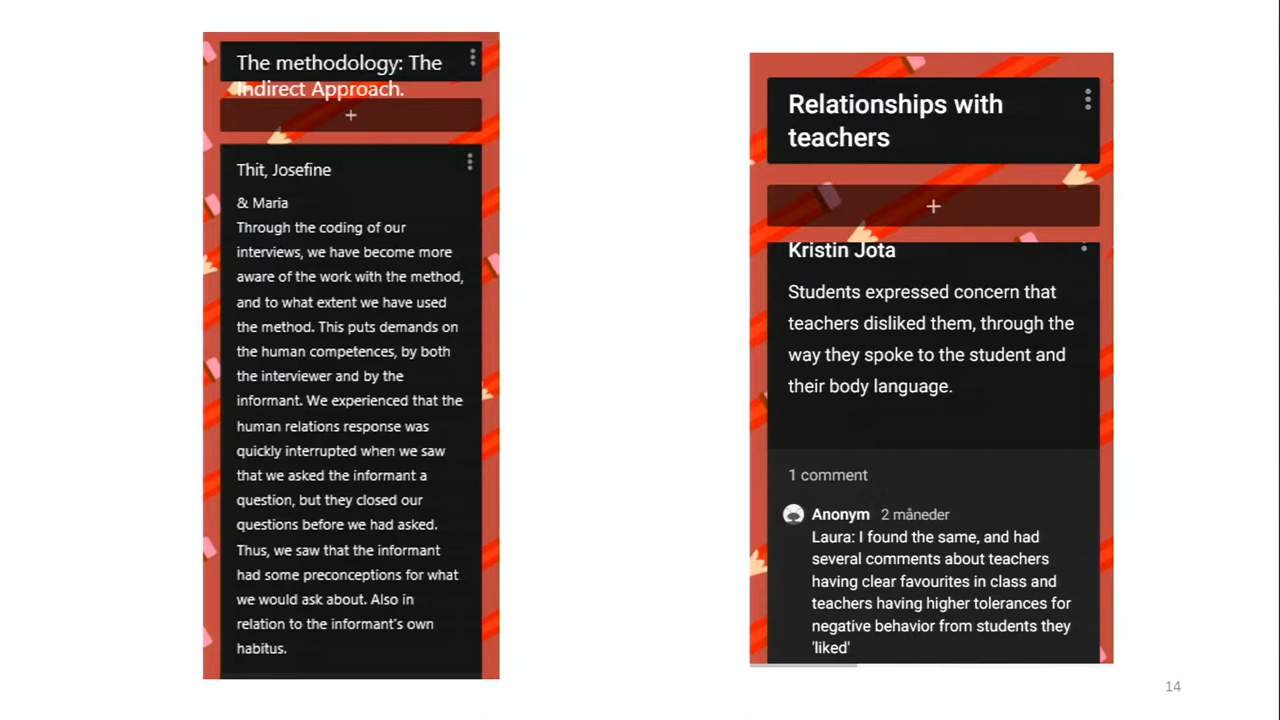 The methodology: The
Indirect Approach.
+
Thit, Josefine
& Maria
Through the coding of our
interviews, we have become more
aware of the work with the method,
and to what extent we have used
the method. This puts demands on
the human competences, by both
the interviewer and by the
informant. We experienced that the
human relations response was
quickly interrupted when we saw
that we asked the informant a
question, but they closed our
questions before we had asked.
Thus, we saw that the informant
had some preconceptions for what
we would ask about. Also in
relation to the informant's own
habitus.
Relationships with
teachers
+
Kristin Jota
Students expressed concern that
teachers disliked them, through the
way they spoke to the student and
their body language.
1 comment
Anonym 2 måneder
Laura: I found the same, and had
several comments about teachers
having clear favourites in class and
teachers having higher tolerances for
negative behavior from students they
'liked'
14